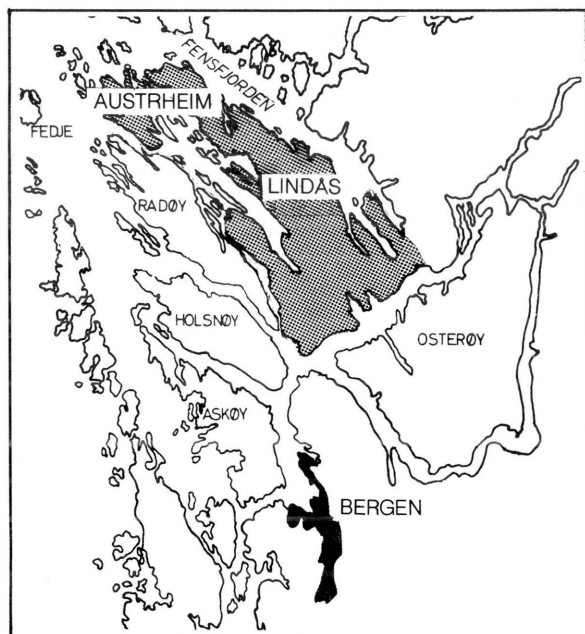 FENSFJORDEN
AUSTRHEIM
FEDJE
LINDAS
RADØY
HOLSNØY
OSTERØY
ASKØY
BERGEN